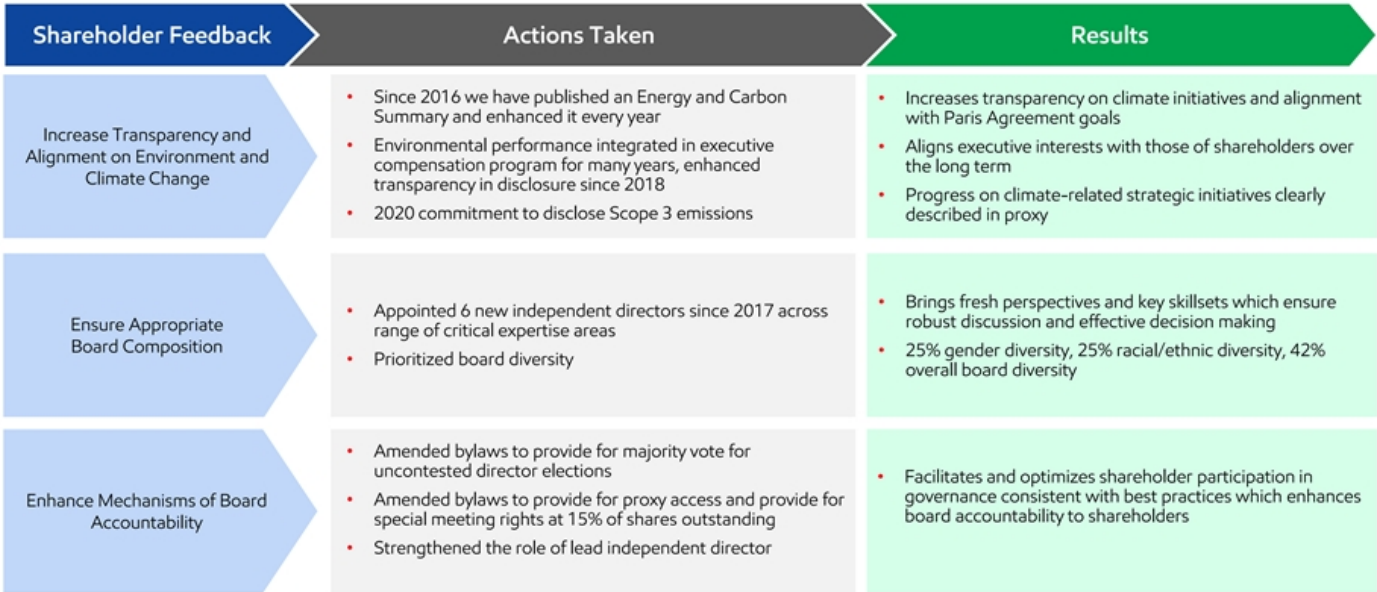 Shareholder Feedback
Actions Taken
Results
Increase Transparency and
Alignment on Environment and
Climate Change
• Since 2016 we have published an Energy and Carbon
Summary and enhanced it every year
• Environmental performance integrated in executive
compensation program for many years, enhanced
transparency in disclosure since 2018
• 2020 commitment to disclose Scope 3 emissions
• Increases transparency on climate initiatives and alignment
with Paris Agreement goals
• Aligns executive interests with those of shareholders over
the long term
• Progress on climate-related strategic initiatives clearly
described in proxy
Ensure Appropriate
Board Composition
• Appointed 6 new independent directors since 2017 across
range of critical expertise areas
• Prioritized board diversity
• Brings fresh perspectives and key skillsets which ensure
robust discussion and effective decision making
• 25% gender diversity, 25% racial/ethnic diversity, 42%
overall board diversity
Enhance Mechanisms of Board
Accountability
• Amended bylaws to provide for majority vote for
uncontested director elections
• Amended bylaws to provide for proxy access and provide for
special meeting rights at 15% of shares outstanding
• Strengthened the role of lead independent director
• Facilitates and optimizes shareholder participation in
governance consistent with best practices which enhances
board accountability to shareholders